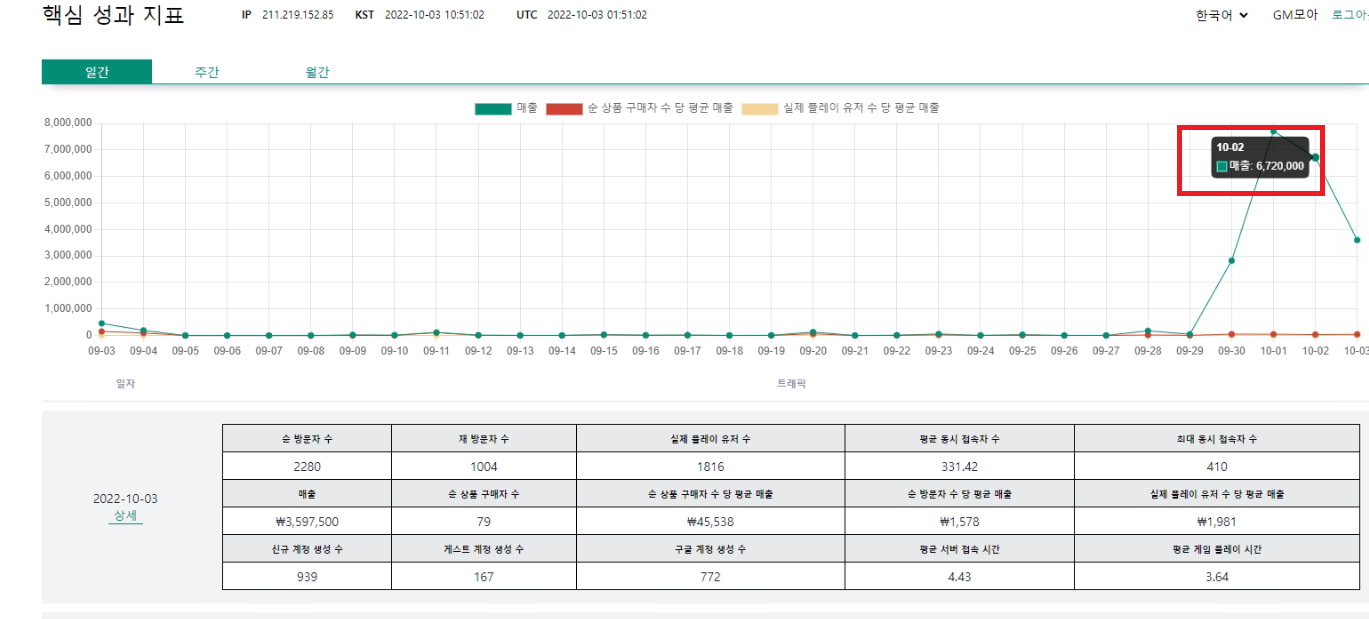 핵심 성과 지표 IP 211.219.152.85 KST 2022-10-03 10:51:02 UTC 2022-10-03 01:51:02 한국어 GM모아 로그아
일간 주간 월간
매출 순 상품 구매자 수 당 평균 매출 실제 플레이 유저 수 당 평균 매출
8,000,000
7,000,000
6,000,000
5,000,000
4,000,000
3,000,000
2,000,000
1,000,000
0
10-02
매출: 6,720,000
09-03 09-04 09-05 09-06 09-07 09-08 09-09 09-10 09-11 09-12 09-13 09-14 09-15 09-16 09-17 09-18 09-19 09-20 09-21 09-22 09-23 09-24 09-25 09-26 09-27 09-28 09-29 09-30 10-01 10-02 10-03
일자 트래픽
2022-10-03
상세
순 방문자 수 재 방문자 수 실제 플레이 유저 수 평균 동시 접속자 수 최대 동시 접속자 수
2280 1004 1816 331.42 410
매출 순 상품 구매자 수 순 상품 구매자 수 당 평균 매출 순 방문자 수 당 평균 매출 실제 플레이 유저 수 당 평균 매출
₩3,597,500 79 ₩45,538 ₩1,578 ₩1,981
신규 계정 생성 수 게스트 계정 생성 수 구글 계정 생성 수 평균 서버 접속 시간 평균 게임 플레이 시간
939 167 772 4.43 3.64